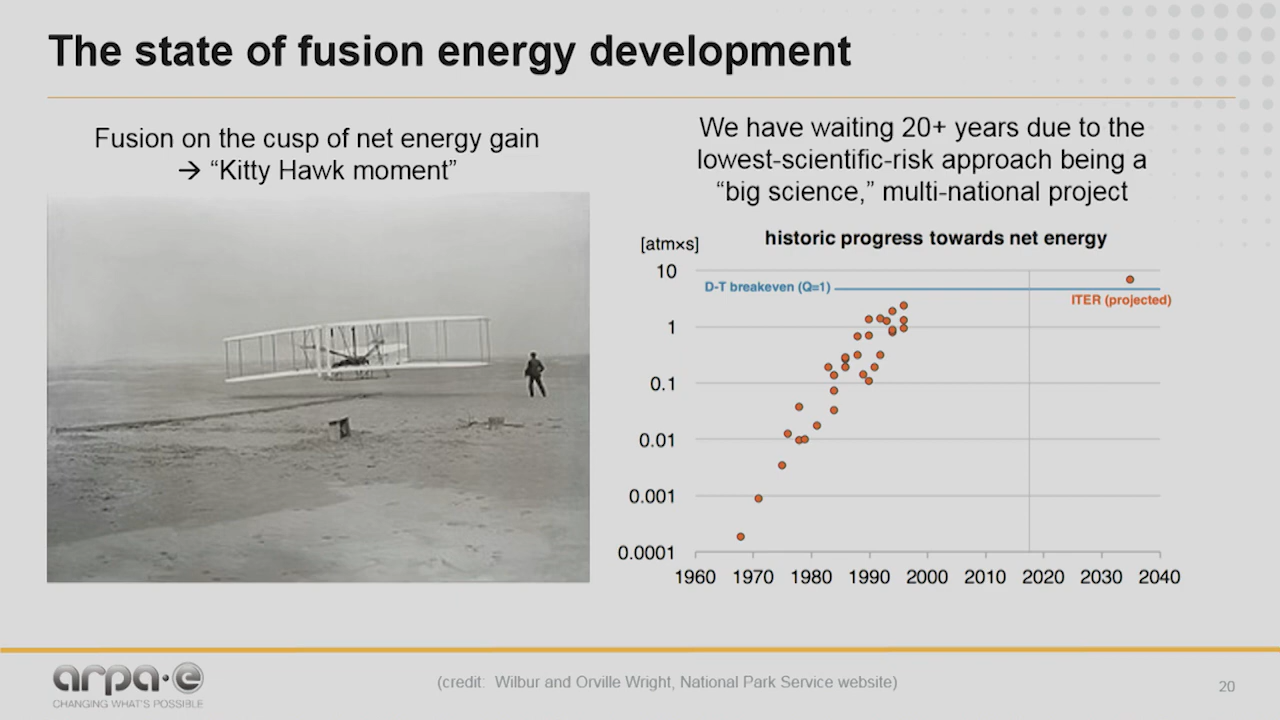 The state of fusion energy development
Fusion on the cusp of net energy gain
→ “Kitty Hawk moment”
We have waiting 20+ years due to the
lowest-scientific-risk approach being a
“big science,” multi-national project
[atm×s]
historic progress towards net energy
10
D-T breakeven (Q=1)
ITER (projected)
1
0.1
0.01
0.001
0.0001
1960 1970 1980 1990 2000 2010 2020 2030 2040
arpa·e
CHANGING WHAT'S POSSIBLE
(credit: Wilbur and Orville Wright, National Park Service website)
20